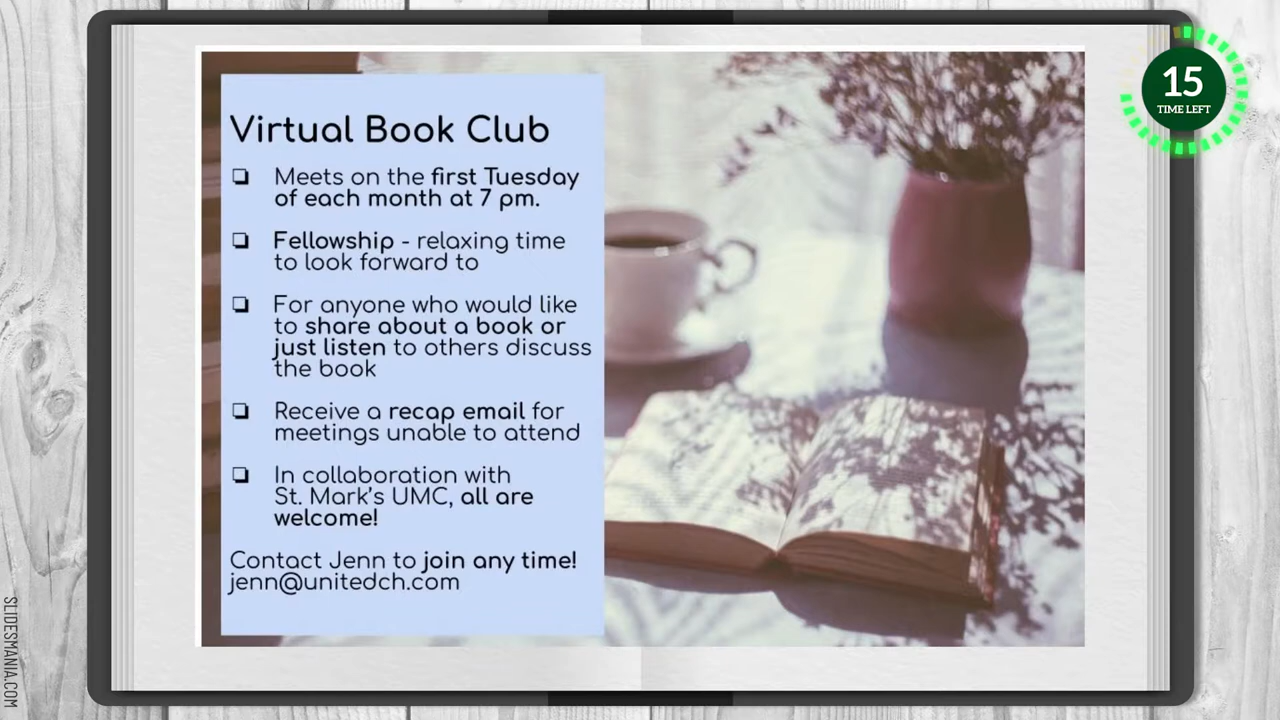 Virtual Book Club
❏ Meets on the first Tuesday
of each month at 7 pm.
❏ Fellowship - relaxing time
to look forward to
❏ For anyone who would like
to share about a book or
just listen to others discuss
the book
❏ Receive a recap email for
meetings unable to attend
❏ In collaboration with
St. Mark's UMC, all are
welcome!
Contact Jenn to join any time!
jenn@unitedch.com
15
TIME LEFT
SLIDESMANIA.COM